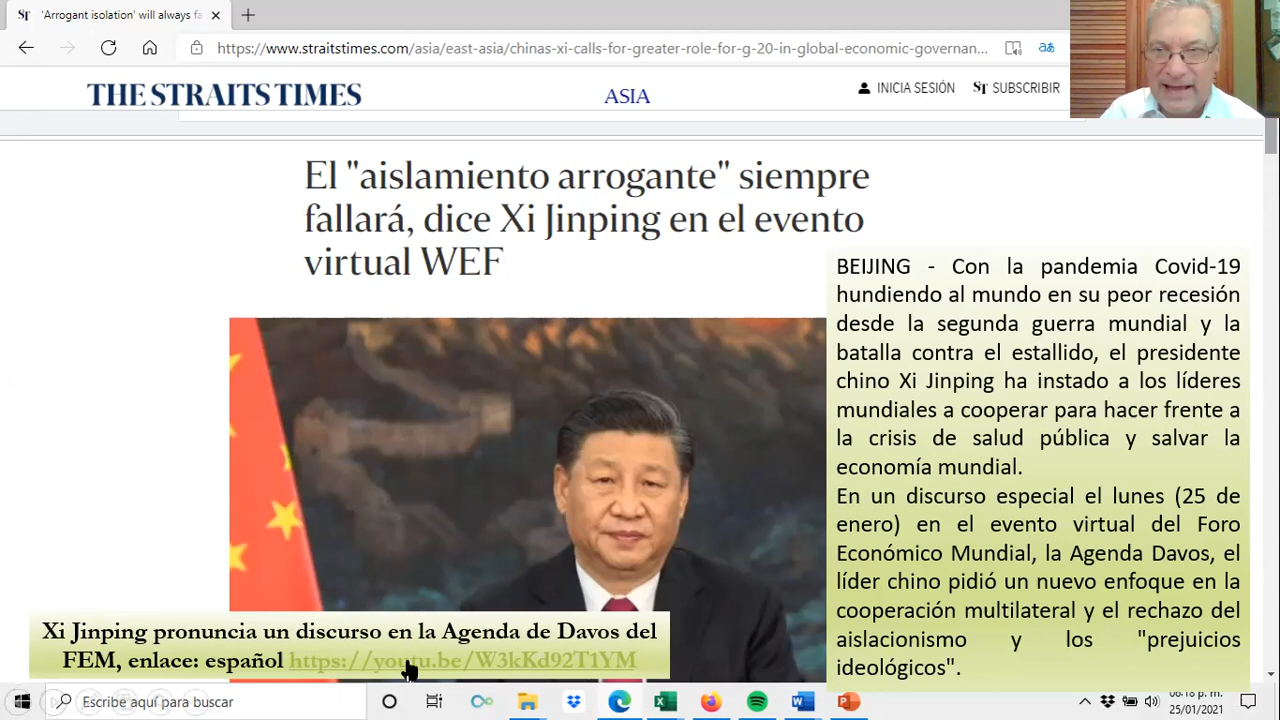 'Arrogant isolation' will always fa
https://www.straitstimes.com/asia/east-asia/chinas-xi-calls-for-greater-role-for-g-20-in-global-economic-governan...
THE STRAITS TIMES
ASIA
INICIA SESIÓN
SUBSCRIBIR
El "aislamiento arrogante" siempre
fallará, dice Xi Jinping en el evento
virtual WEF
BEIJING - Con la pandemia Covid-19
hundiendo al mundo en su peor recesión
desde la segunda guerra mundial y la
batalla contra el estallido, el presidente
chino Xi Jinping ha instado a los líderes
mundiales a cooperar para hacer frente a
la crisis de salud pública y salvar la
economía mundial.
En un discurso especial el lunes (25 de
enero) en el evento virtual del Foro
Económico Mundial, la Agenda Davos, el
líder chino pidió un nuevo enfoque en la
cooperación multilateral y el rechazo del
aislacionismo y los "prejuicios
ideológicos".
Xi Jinping pronuncia un discurso en la Agenda de Davos del
FEM, enlace: español https://youtu.be/W3kKd92T1YM
Escribe aquí para buscar
06:18 p. m.
25/01/2021